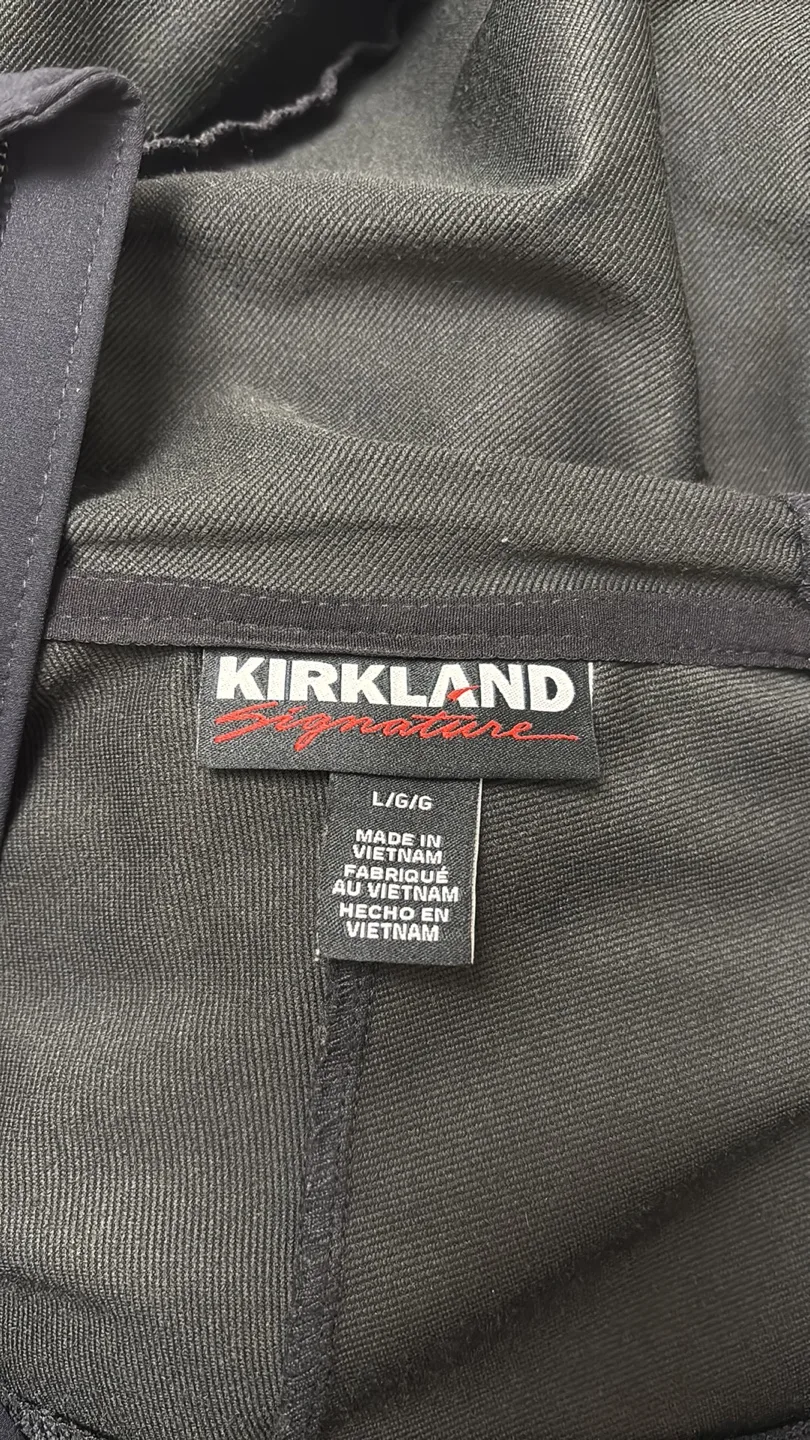 KIRKLAND
Signature
L/G/G
MADE IN
VIETNAM
FABRIQUÉ
AU VIETNAM
HECHO EN
VIETNAM